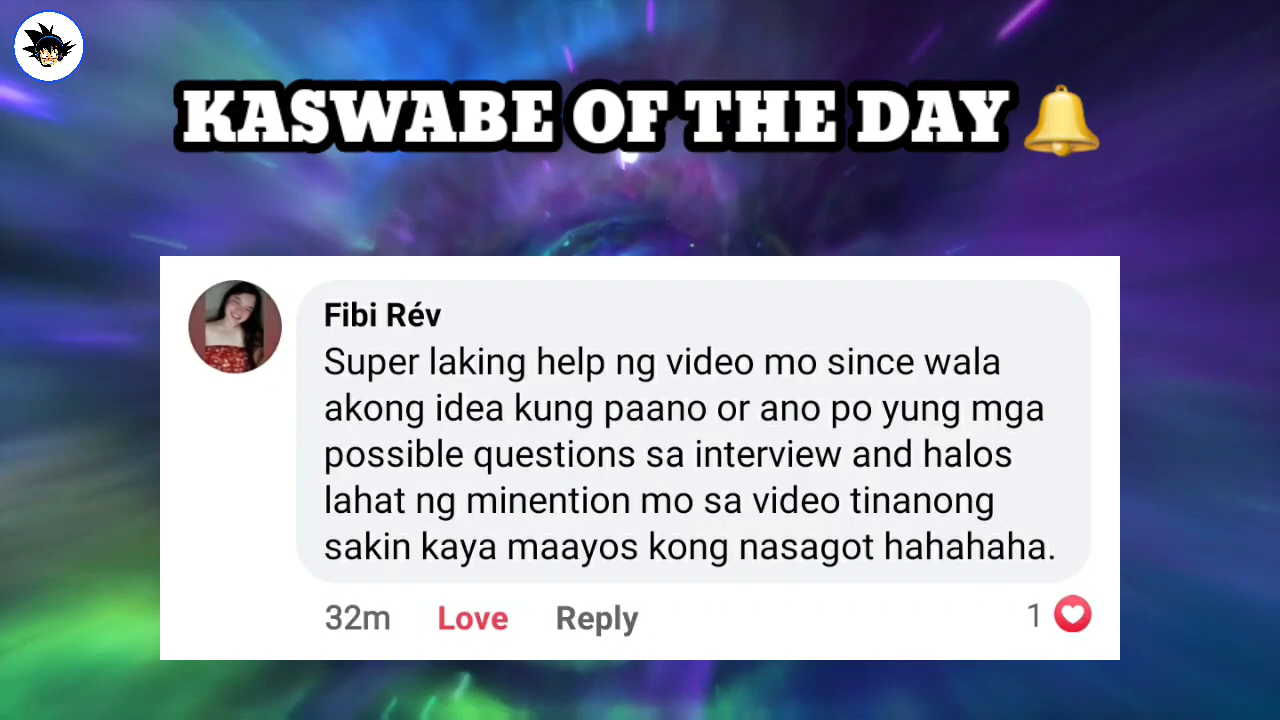 KASWABE OF THE DAY
Fibi Rév
Super laking help ng video mo since wala
akong idea kung paano or ano po yung mga
possible questions sa interview and halos
lahat ng minention mo sa video tinanong
sakin kaya maayos kong nasagot hahahaha.
32m Love Reply 1